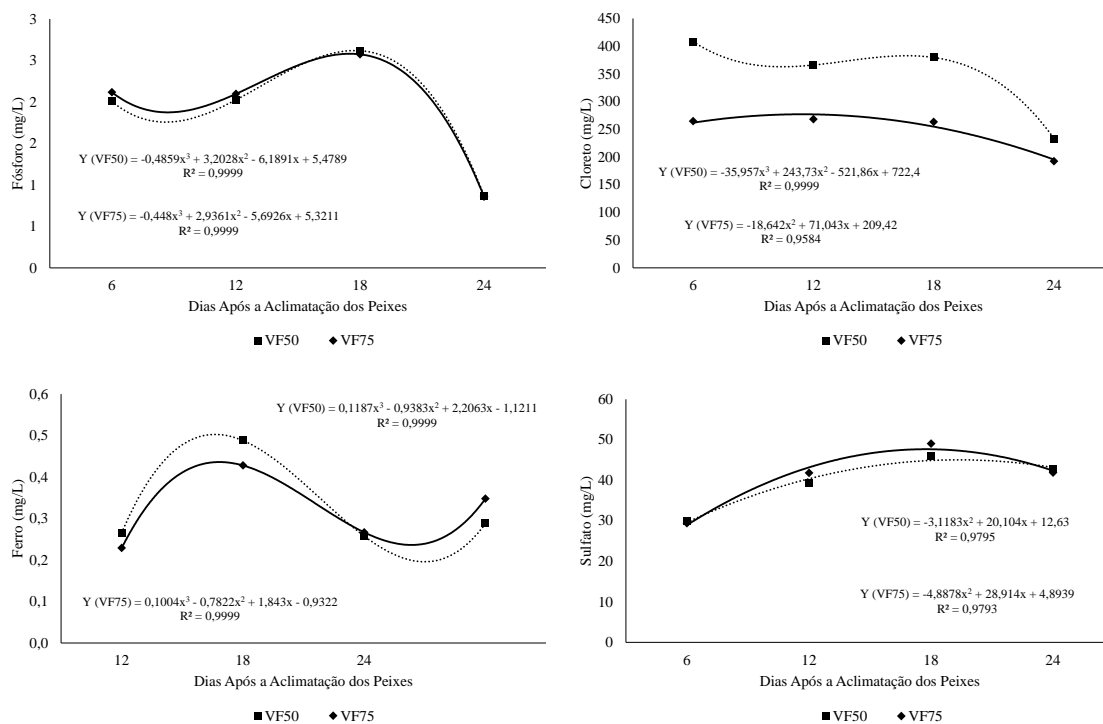 3
3
2
2
1
1
0
Fósforo (mg/L)
Y (VF50) = -0,4859x³ + 3,2028x² - 6,1891x + 5,4789
R² = 0,9999
Y (VF75) = -0,448x³ + 2,9361x² - 5,6926x + 5,3211
R² = 0,9999
6 12 18 24
Dias Após a Aclimatação dos Peixes
VF50 VF75
450
400
350
300
250
200
150
100
50
0
Cloreto (mg/L)
Y (VF50) = -35,957x³ + 243,73x² - 521,86x + 722,4
R² = 0,9999
Y (VF75) = -18,642x² + 71,043x + 209,42
R² = 0,9584
6 12 18 24
Dias Após a Aclimatação dos Peixes
VF50 VF75
0,6
0,5
0,4
0,3
0,2
0,1
0,0
Ferro (mg/L)
Y (VF50) = 0,1187x³ - 0,9383x² + 2,2063x - 1,1211
R² = 0,9999
Y (VF75) = 0,1004x³ - 0,7822x² + 1,843x - 0,9322
R² = 0,9999
12 18 24
Dias Após a Aclimatação dos Peixes
VF50 VF75
60
50
40
30
20
10
0
Sulfato (mg/L)
Y (VF50) = -3,1183x² + 20,104x + 12,63
R² = 0,9795
Y (VF75) = -4,8878x² + 28,914x + 4,8939
R² = 0,9793
6 12 18 24
Dias Após a Aclimatação dos Peixes
VF50 VF75